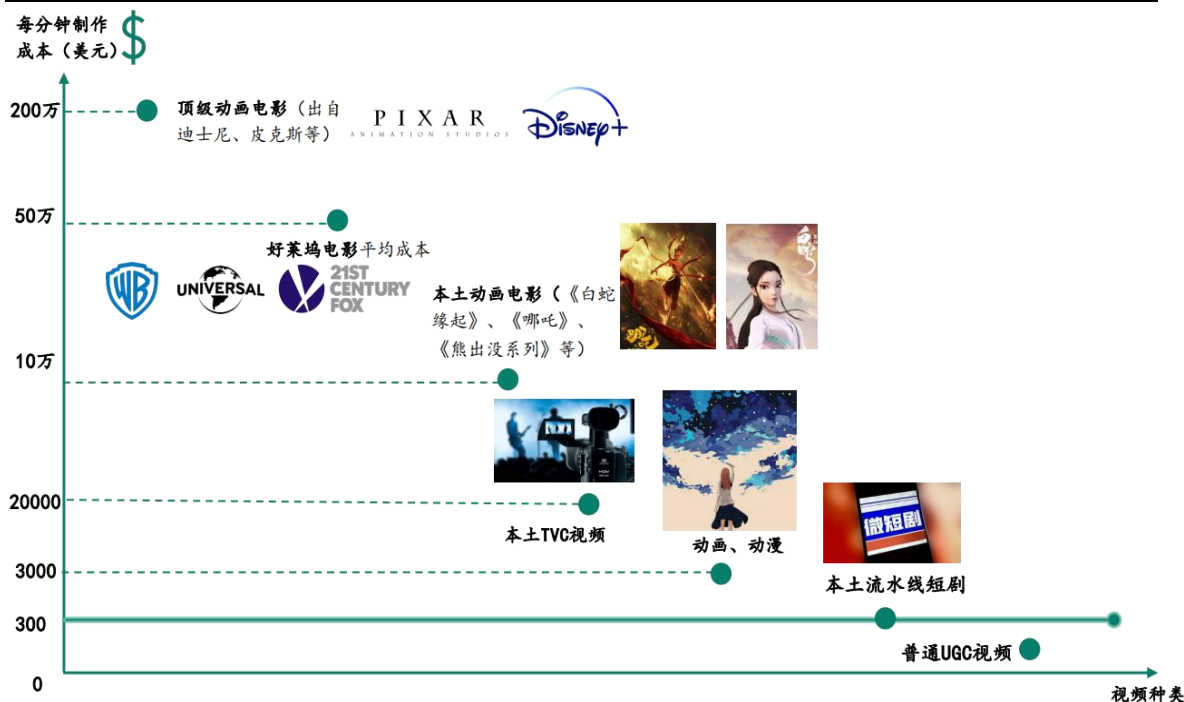 每分钟制作
成本（美元）
$
200万
顶级动画电影（出自
迪士尼、皮克斯等）
PIXAR
ANIMATION STUDIOS
Disney+
50万
好莱坞电影平均成本
WB
UNIVERSAL
21ST
CENTURY
FOX
本土动画电影（《白蛇
缘起》、《哪吒》、
《熊出没系列》等）
10万
20000
本土TVC视频
动画、动漫
3000
微短剧
本土流水线短剧
300
普通UGC视频
0
视频种类